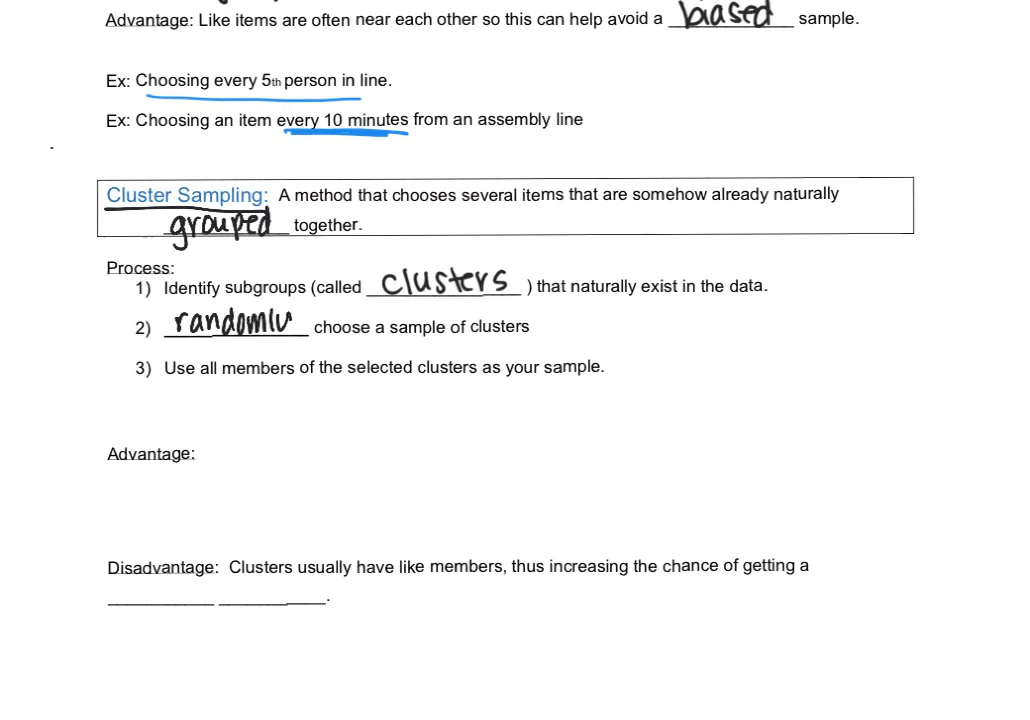 Advantage: Like items are often near each other so this can help avoid a biased sample.
Ex: Choosing every 5th person in line.
Ex: Choosing an item every 10 minutes from an assembly line
Cluster Sampling: A method that chooses several items that are somehow already naturally
grouped together.
Process:
1) Identify subgroups (called clusters ) that naturally exist in the data.
2) randomly choose a sample of clusters
3) Use all members of the selected clusters as your sample.
Advantage:
Disadvantage: Clusters usually have like members, thus increasing the chance of getting a
___________ ___________.